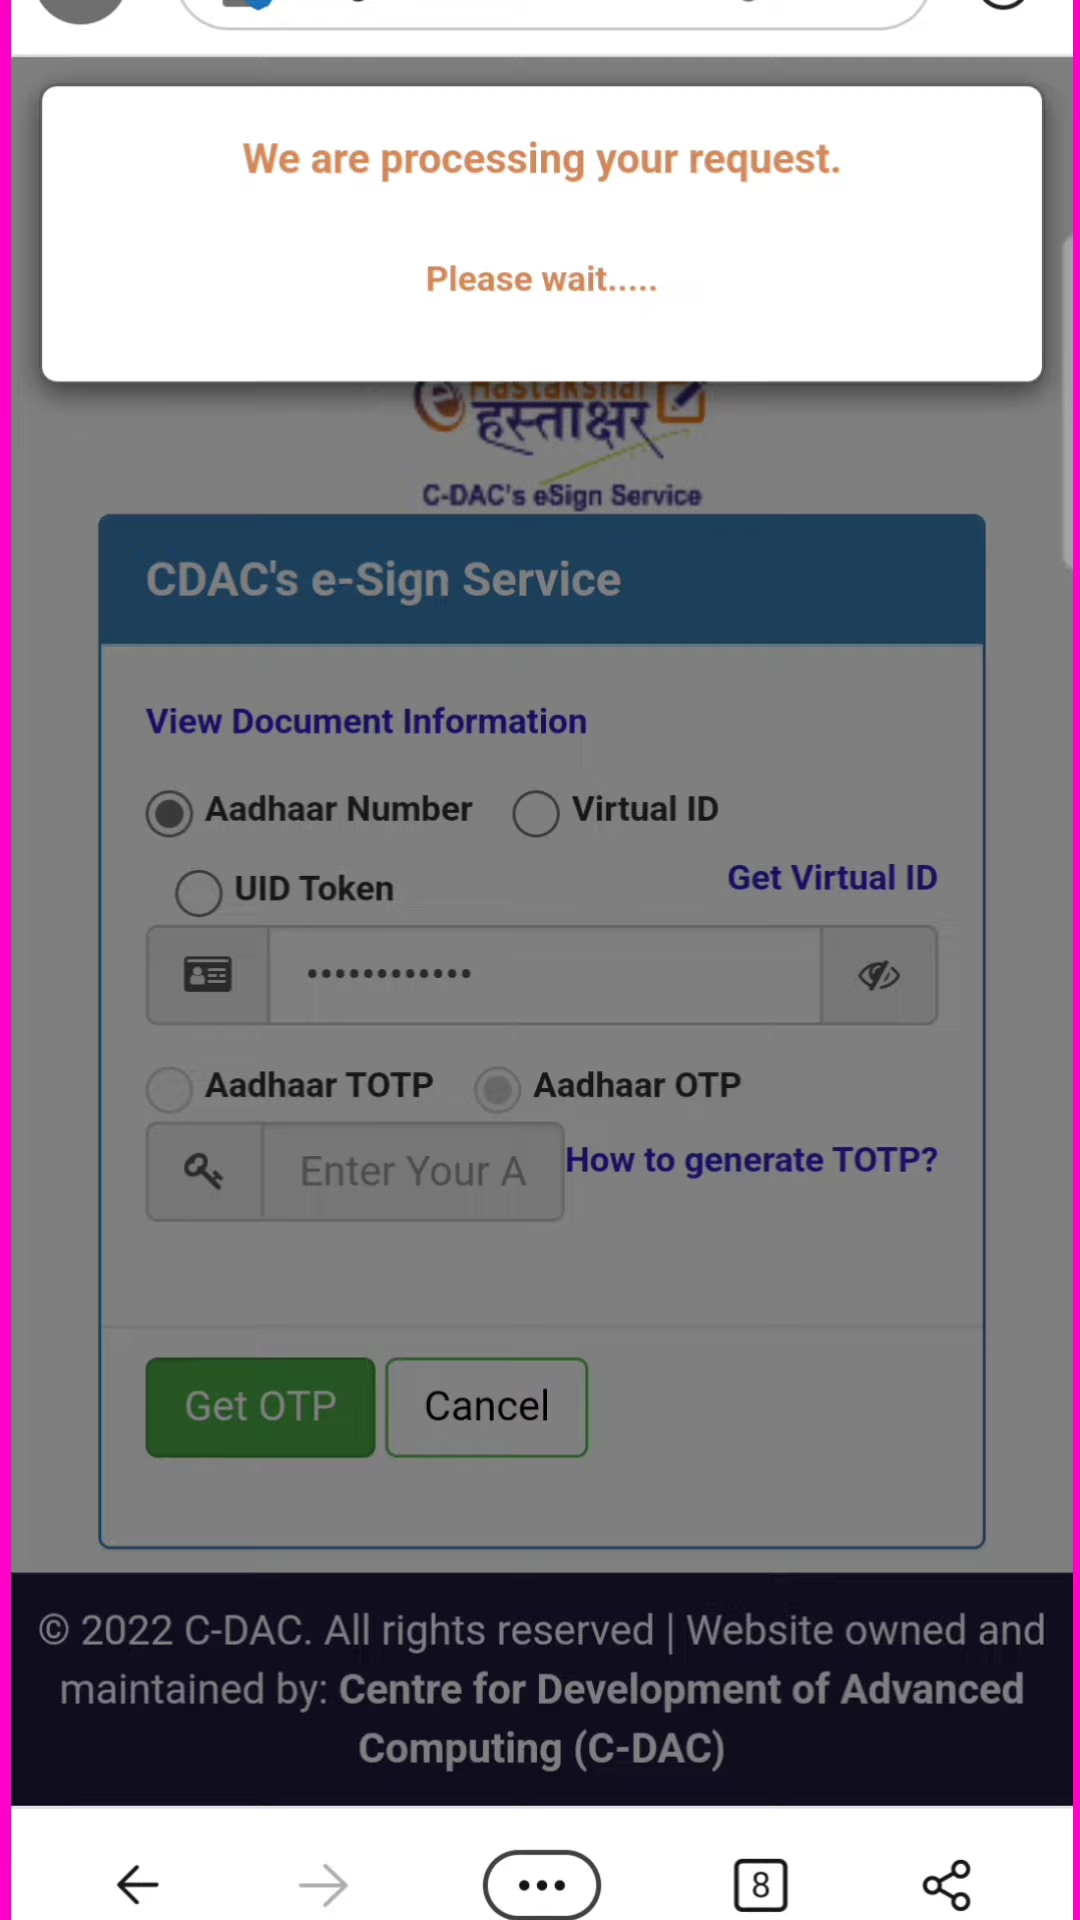 We are processing your request.
Please wait.....
Hastakshar
हस्ताक्षर
C-DAC's eSign Service
CDAC's e-Sign Service
View Document Information
Aadhaar Number Virtual ID
UID Token Get Virtual ID
••••••••••••
Aadhaar TOTP Aadhaar OTP
Enter Your A How to generate TOTP?
Get OTP Cancel
© 2022 C-DAC. All rights reserved | Website owned and
maintained by: Centre for Development of Advanced
Computing (C-DAC)
8